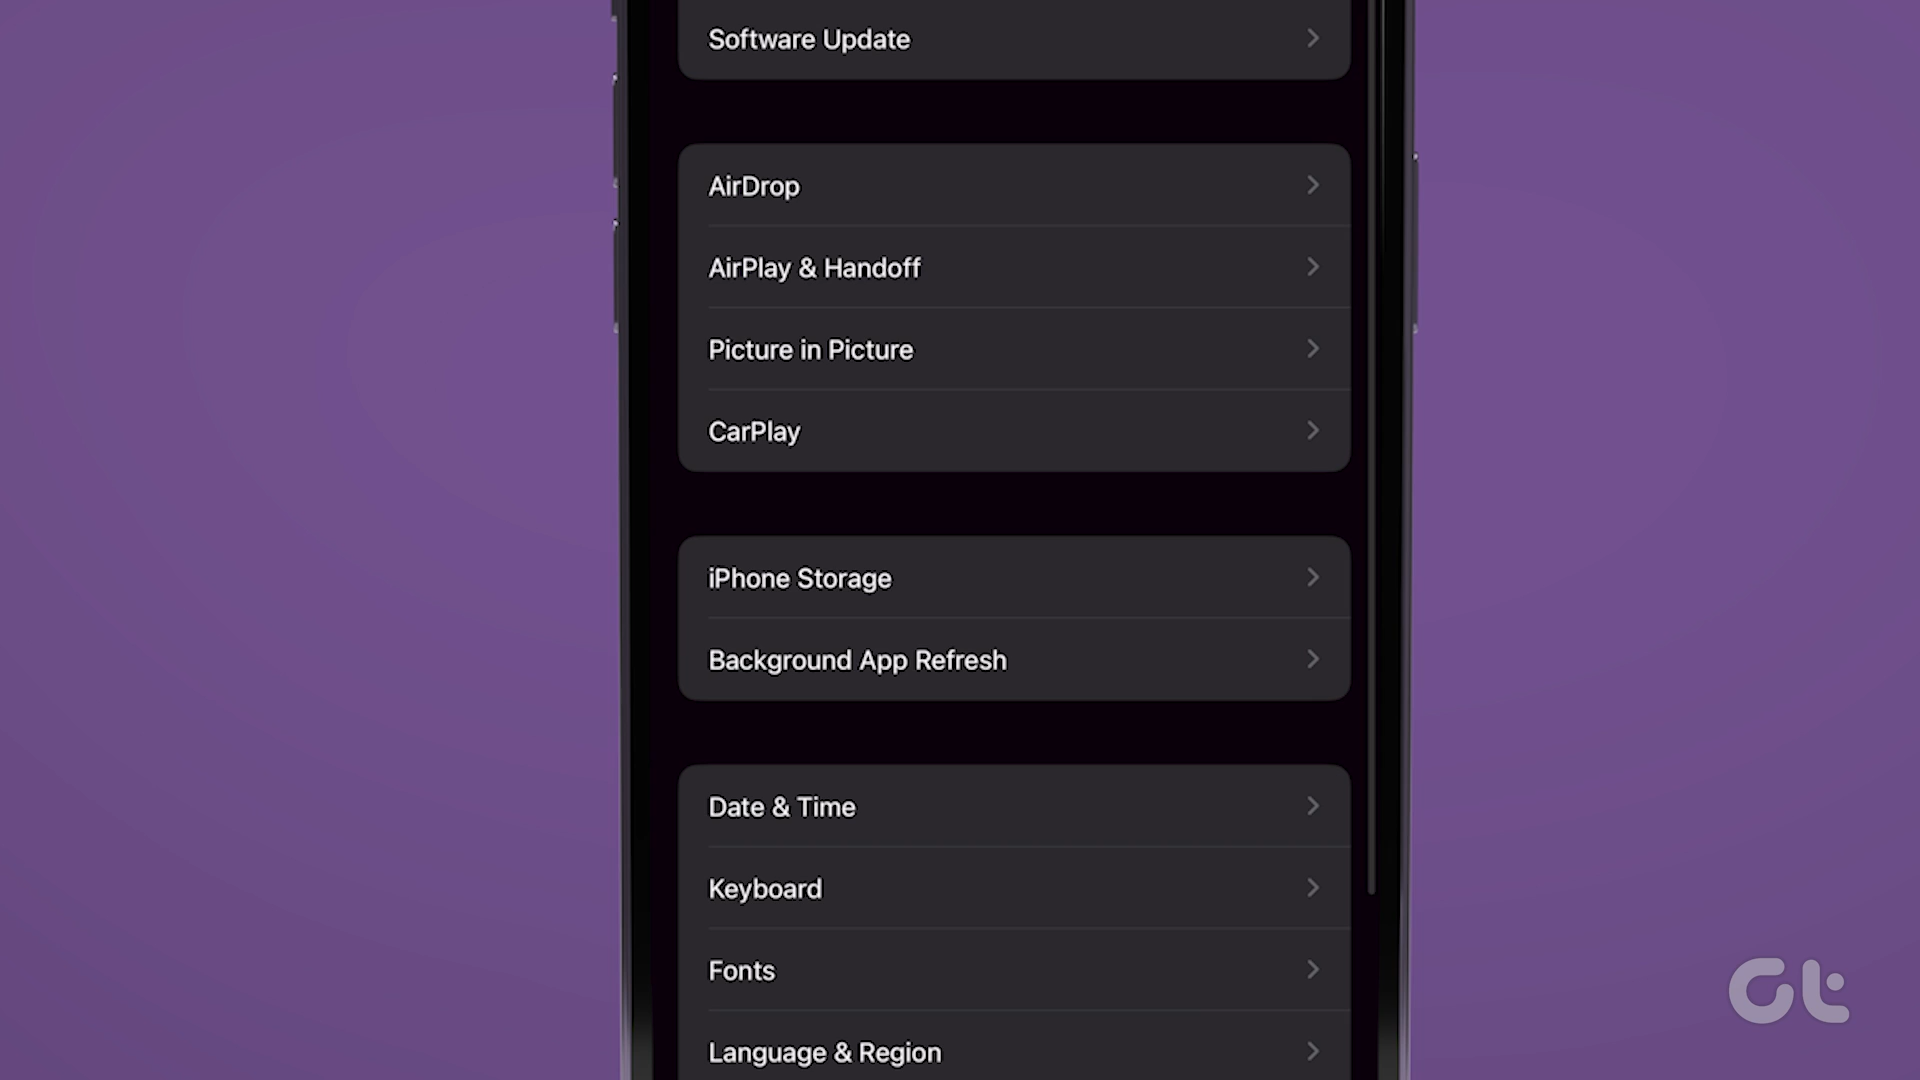 Software Update
AirDrop
AirPlay & Handoff
Picture in Picture
CarPlay
iPhone Storage
Background App Refresh
Date & Time
Keyboard
Fonts
Language & Region
Gt